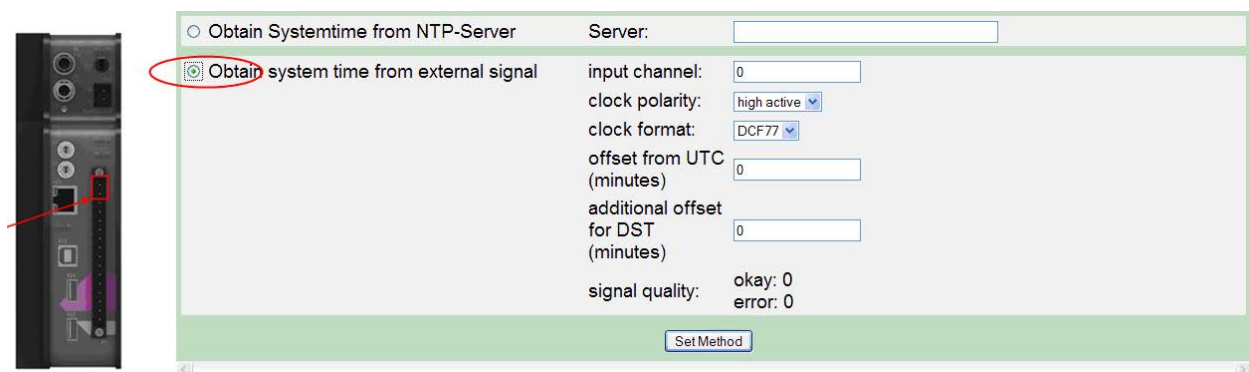 Obtain Systemtime from NTP-Server Server:
Obtain system time from external signal input channel: 0
clock polarity: high active
clock format: DCF77
offset from UTC
(minutes) 0
additional offset
for DST
(minutes) 0
signal quality: okay: 0
error: 0
Set Method